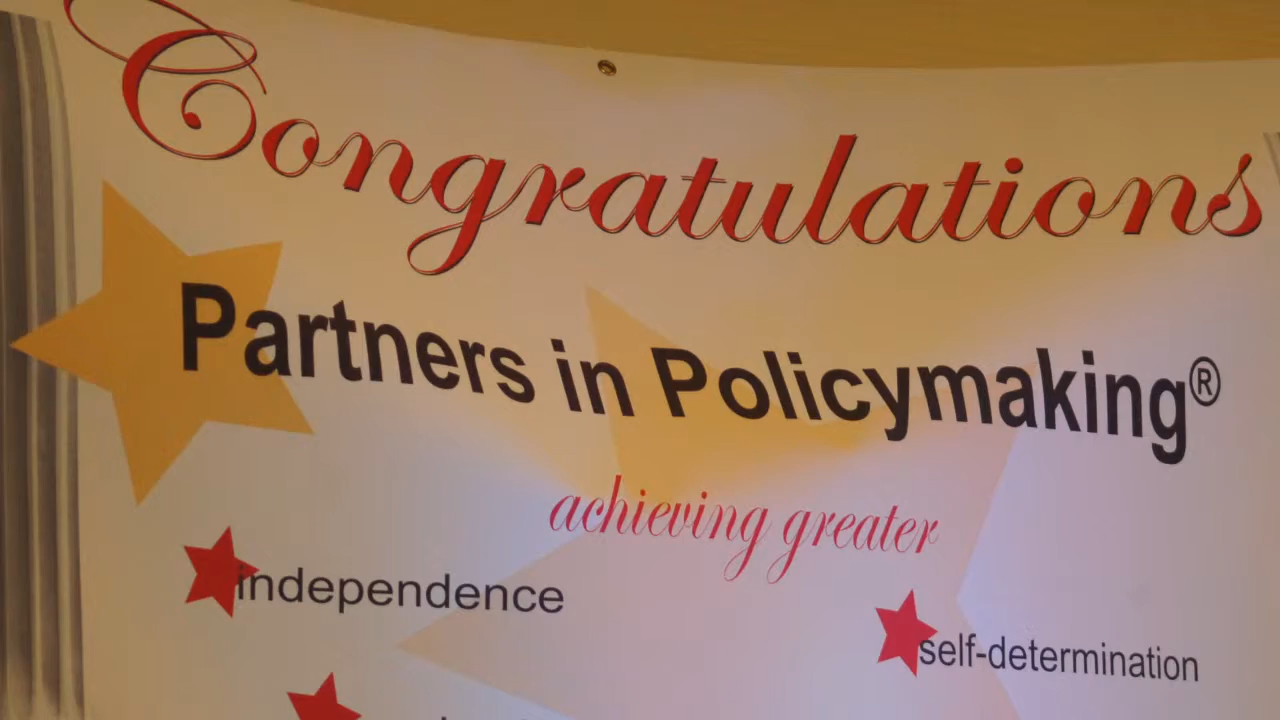 Congratulations
Partners in Policymaking®
achieving greater
independence
self-determination